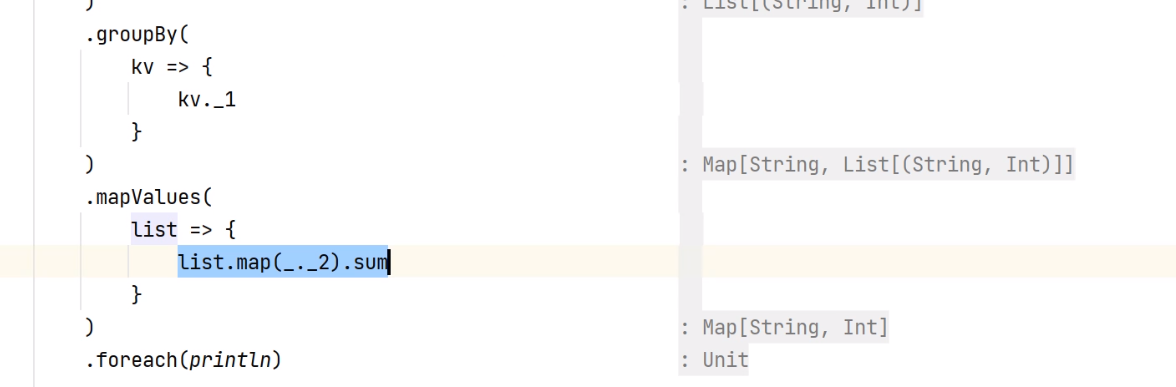 ) : List[(String, Int)]
.groupBy(
kv => {
kv._1
}
) : Map[String, List[(String, Int)]]
.mapValues(
list => {
list.map(_._2).sum
}
) : Map[String, Int]
.foreach(println) : Unit